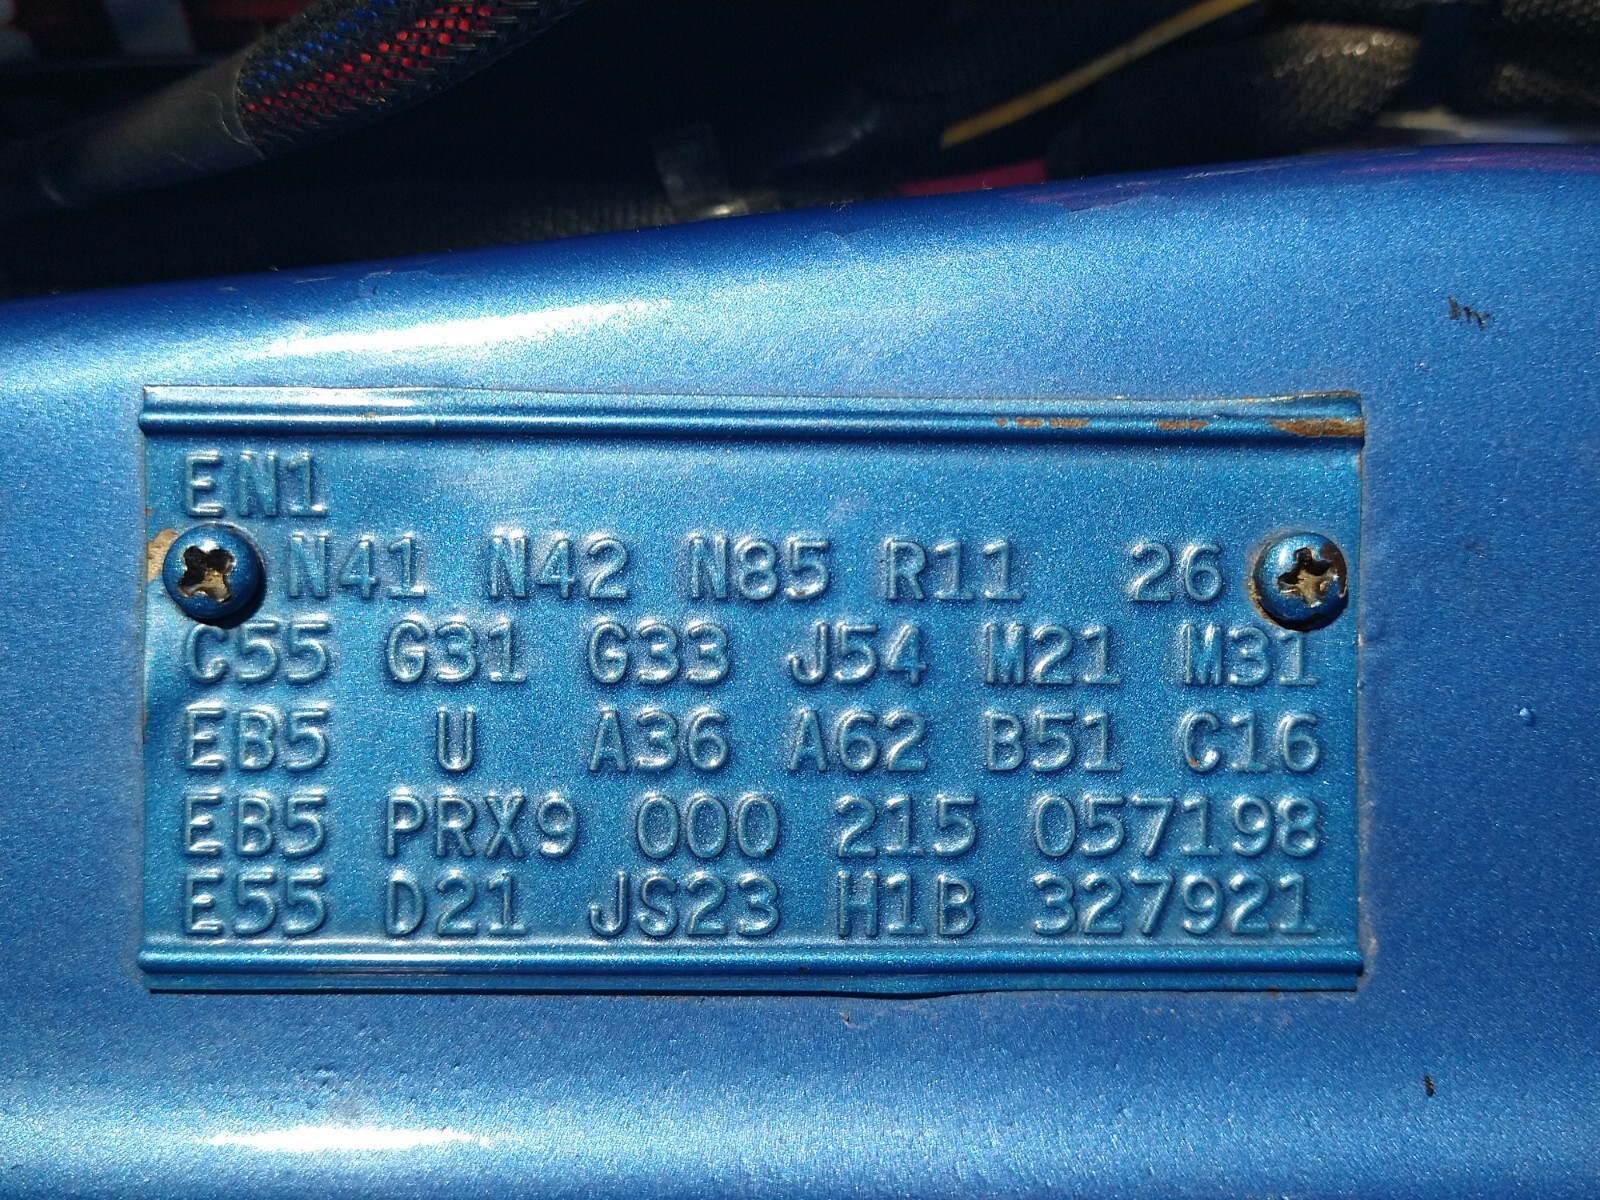 EN1
N41 N42 N85 R11 26
C55 G31 G33 J54 M21 M31
EB5 U A36 A62 B51 C16
EB5 PRX9 000 215 057198
E55 D21 JS23 H1B 327921